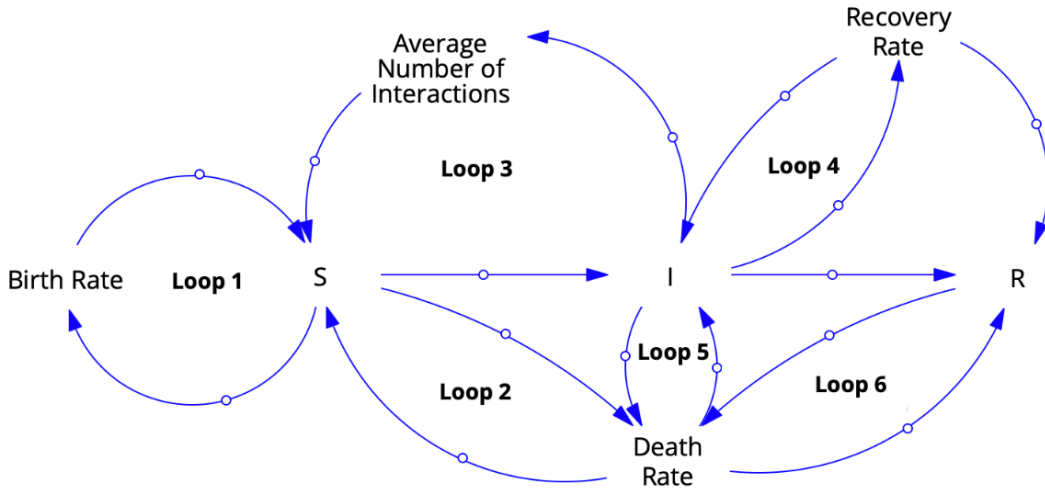 Recovery
Rate
Average
Number of
Interactions
Loop 3
Loop 4
Birth Rate
Loop 1
S
I
R
Loop 5
Loop 2
Loop 6
Death
Rate